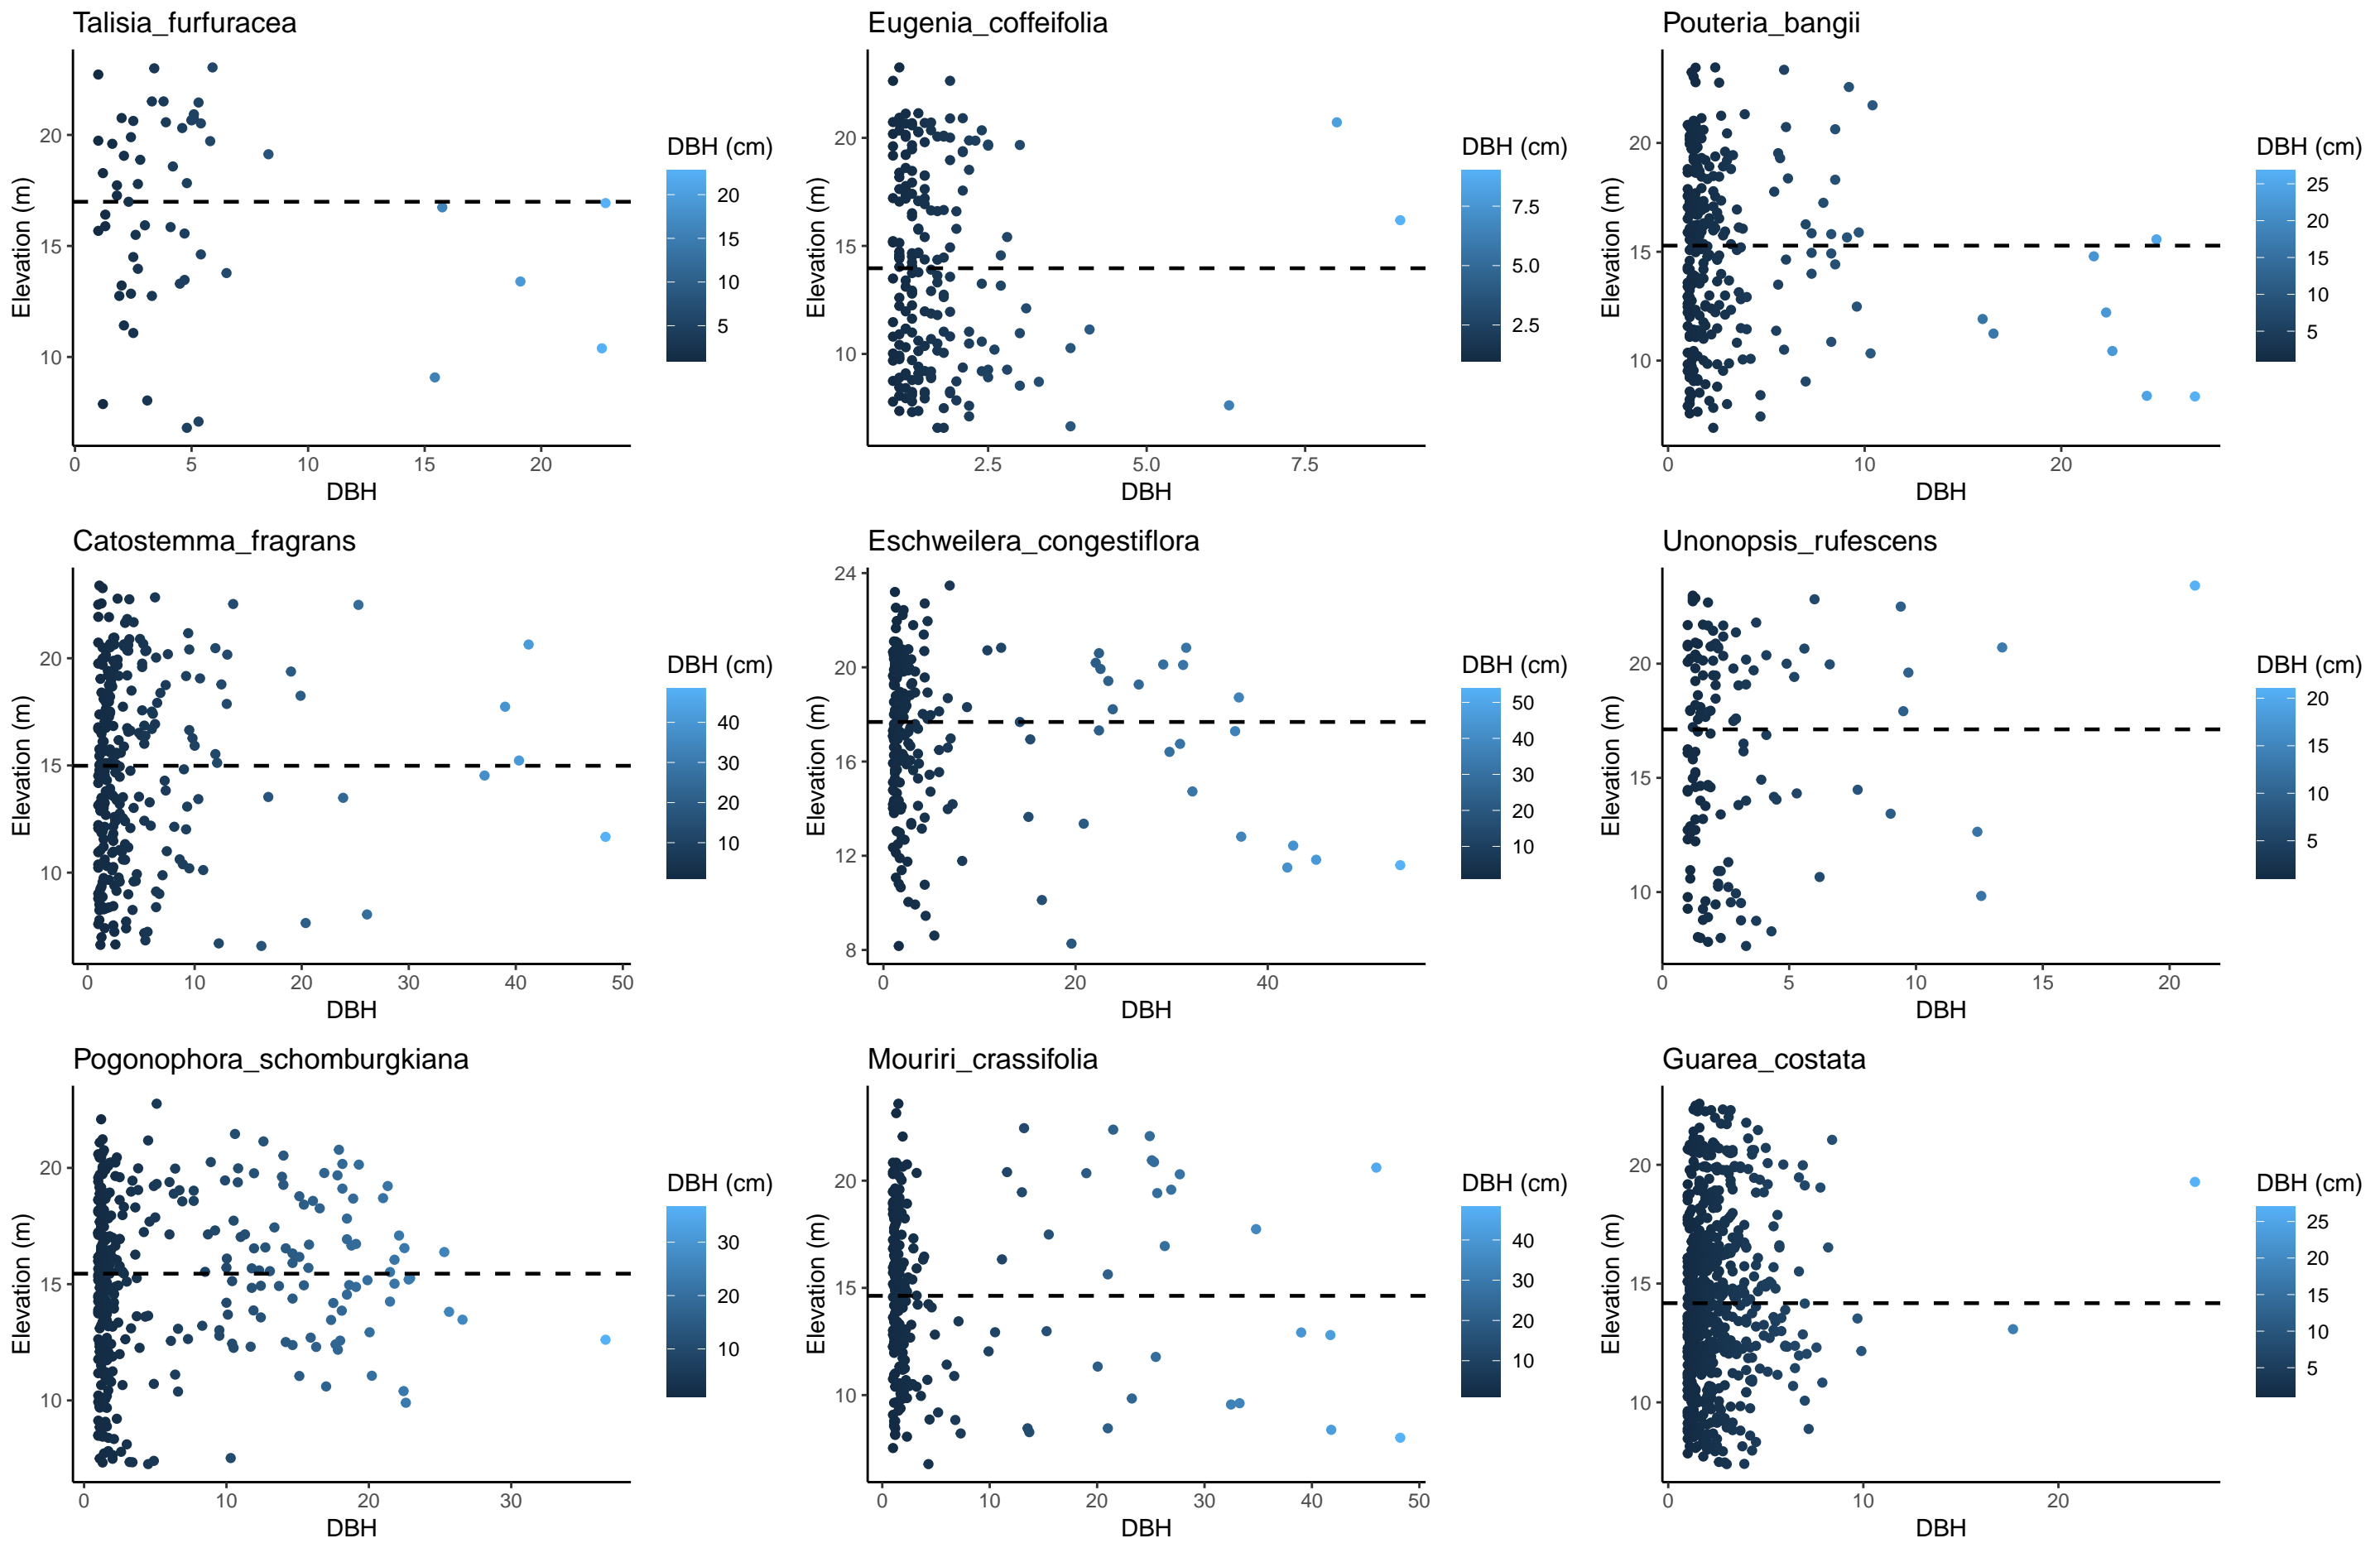 Talisia_furfuracea
Elevation (m)
20
15
10
0 5 10 15 20
DBH
DBH (cm)
20
15
10
5
Eugenia_coffeifolia
Elevation (m)
20
15
10
2.5 5.0 7.5
DBH
DBH (cm)
7.5
5.0
2.5
Pouteria_bangii
Elevation (m)
20
15
10
0 10 20
DBH
DBH (cm)
25
20
15
10
5
Catostemma_fragrans
Elevation (m)
20
15
10
0 10 20 30 40 50
DBH
DBH (cm)
40
30
20
10
Eschweilera_congestiflora
Elevation (m)
24
20
16
12
8
0 20 40
DBH
DBH (cm)
50
40
30
20
10
Unonopsis_rufescens
Elevation (m)
20
15
10
0 5 10 15 20
DBH
DBH (cm)
20
15
10
5
Pogonophora_schomburgkiana
Elevation (m)
20
15
10
0 10 20 30
DBH
DBH (cm)
30
20
10
Mouriri_crassifolia
Elevation (m)
20
15
10
0 10 20 30 40 50
DBH
DBH (cm)
40
30
20
10
Guarea_costata
Elevation (m)
20
15
10
0 10 20
DBH
DBH (cm)
25
20
15
10
5